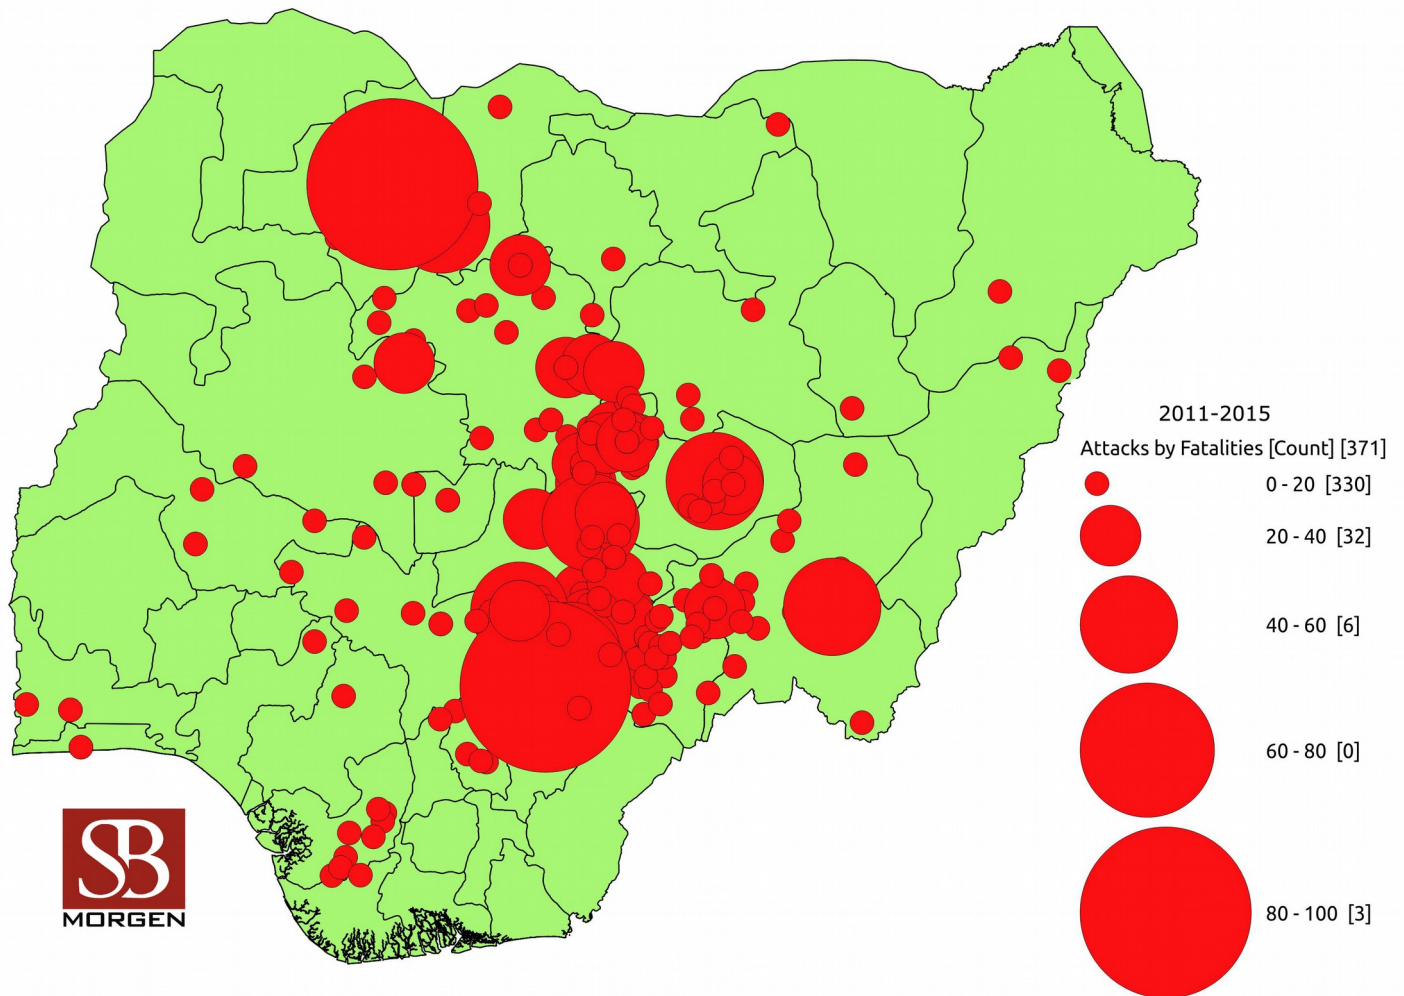 2011-2015
Attacks by Fatalities [Count] [371]
0 - 20 [330]
20 - 40 [32]
40 - 60 [6]
60 - 80 [0]
80 - 100 [3]
SB
MORGEN